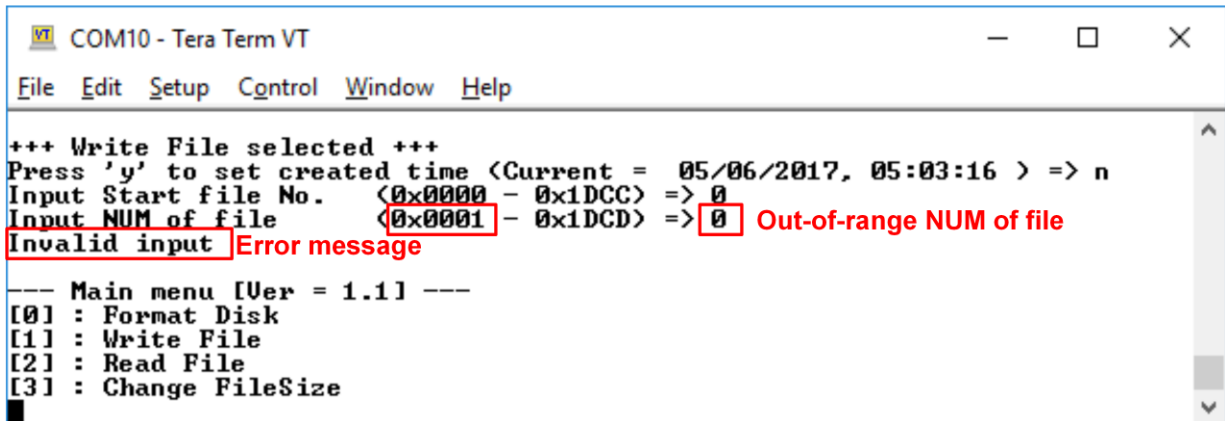 COM10 - Tera Term VT
File Edit Setup Control Window Help
+++ Write File selected +++
Press 'y' to set created time (Current = 05/06/2017, 05:03:16 ) => n
Input Start file No. (0x0000 - 0x1DCC) => 0
Input NUM of file (0x0001 - 0x1DCD) => 0 Out-of-range NUM of file
Invalid input Error message
--- Main menu [Ver = 1.1] ---
[0] : Format Disk
[1] : Write File
[2] : Read File
[3] : Change FileSize